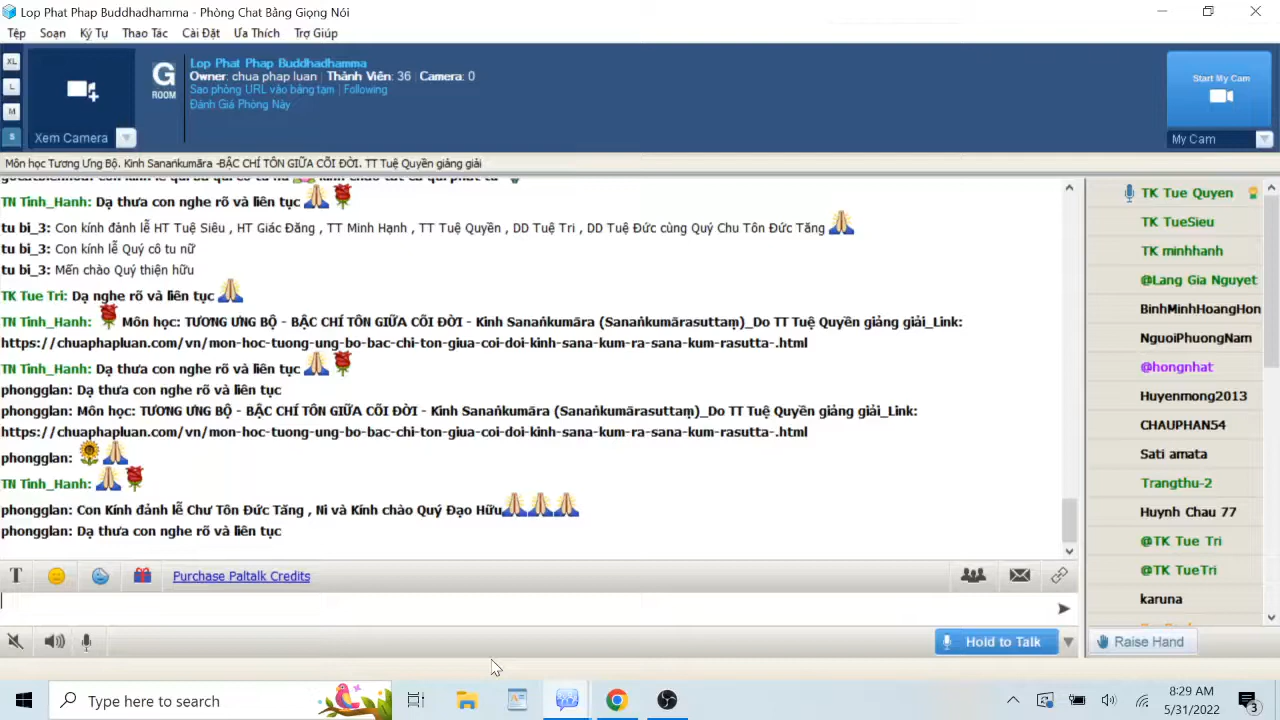 Lop Phat Phap Buddhadhamma - Phòng Chat Bằng Giọng Nói
Tệp Soạn Ký Tự Thao Tác Cài Đặt Ưa Thích Trợ Giúp
XL
L
M
S
Xem Camera
G
ROOM
Lop Phat Phap Buddhadhamma
Owner: chua phap luan | Thành Viên: 36 | Camera: 0
Sao phòng URL vào bảng tạm | Following
Đánh Giá Phòng Này
Start My Cam
My Cam
Môn học Tương Ưng Bộ. Kinh Sanaṅkumāra -BẬC CHÍ TÔN GIỮA CÕI ĐỜI. TT Tuệ Quyền giảng giải
TN Tinh_Hanh: Dạ thưa con nghe rõ và liên tục
tu bi_3: Con kính đảnh lễ HT Tuệ Siêu , HT Giác Đăng , TT Minh Hạnh , TT Tuệ Quyền , DD Tuệ Tri , DD Tuệ Đức cùng Quý Chu Tôn Đức Tăng
tu bi_3: Con kính lễ Quý cô tu nữ
tu bi_3: Mến chào Quý thiện hữu
TK Tue Tri: Dạ nghe rõ và liên tục
TN Tinh_Hanh: Môn học: TƯƠNG ƯNG BỘ - BẬC CHÍ TÔN GIỮA CÕI ĐỜI - Kinh Sanaṅkumāra (Sanaṅkumārasuttaṃ)_Do TT Tuệ Quyền giảng giải_Link:
https://chuaphapluan.com/vn/mon-hoc-tuong-ung-bo-bac-chi-ton-giua-coi-doi-kinh-sana-kum-ra-sana-kum-rasutta-.html
TN Tinh_Hanh: Dạ thưa con nghe rõ và liên tục
phongglan: Dạ thưa con nghe rõ và liên tục
phongglan: Môn học: TƯƠNG ƯNG BỘ - BẬC CHÍ TÔN GIỮA CÕI ĐỜI - Kinh Sanaṅkumāra (Sanaṅkumārasuttaṃ)_Do TT Tuệ Quyền giảng giải_Link:
https://chuaphapluan.com/vn/mon-hoc-tuong-ung-bo-bac-chi-ton-giua-coi-doi-kinh-sana-kum-ra-sana-kum-rasutta-.html
phongglan:
TN Tinh_Hanh:
phongglan: Con Kính đảnh lễ Chư Tôn Đức Tăng , Ni và Kính chào Quý Đạo Hữu
phongglan: Dạ thưa con nghe rõ và liên tục
TK Tue Quyen
TK TueSieu
TK minhhanh
@Lang Gia Nguyet
BinhMinhHoangHon
NguoiPhuongNam
@hongnhat
Huyenmong2013
CHAUPHAN54
Sati amata
Trangthu-2
Huynh Chau 77
@TK Tue Tri
@TK TueTri
karuna
T Purchase Paltalk Credits
Hold to Talk
Raise Hand
Type here to search
8:29 AM
5/31/2022
3